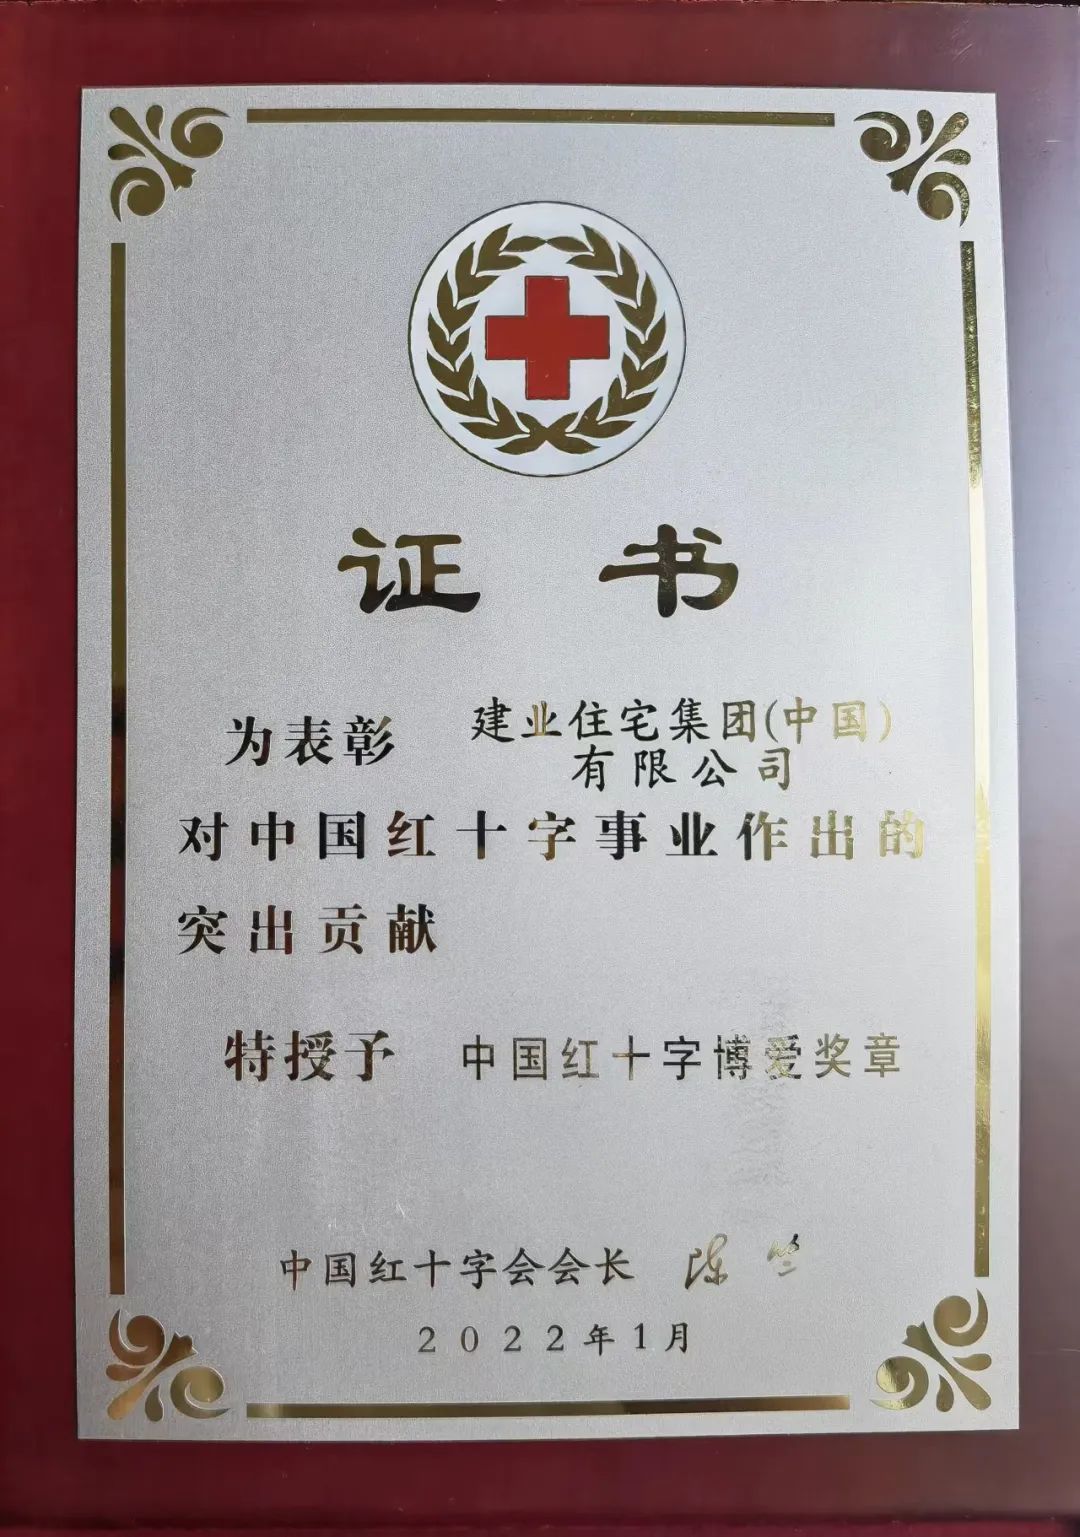 证书
为表彰 建业住宅集团(中国)
有限公司
对中国红十字事业作出的
突出贡献
特授予 中国红十字博爱奖章
中国红十字会会长 陈竺
2022年1月